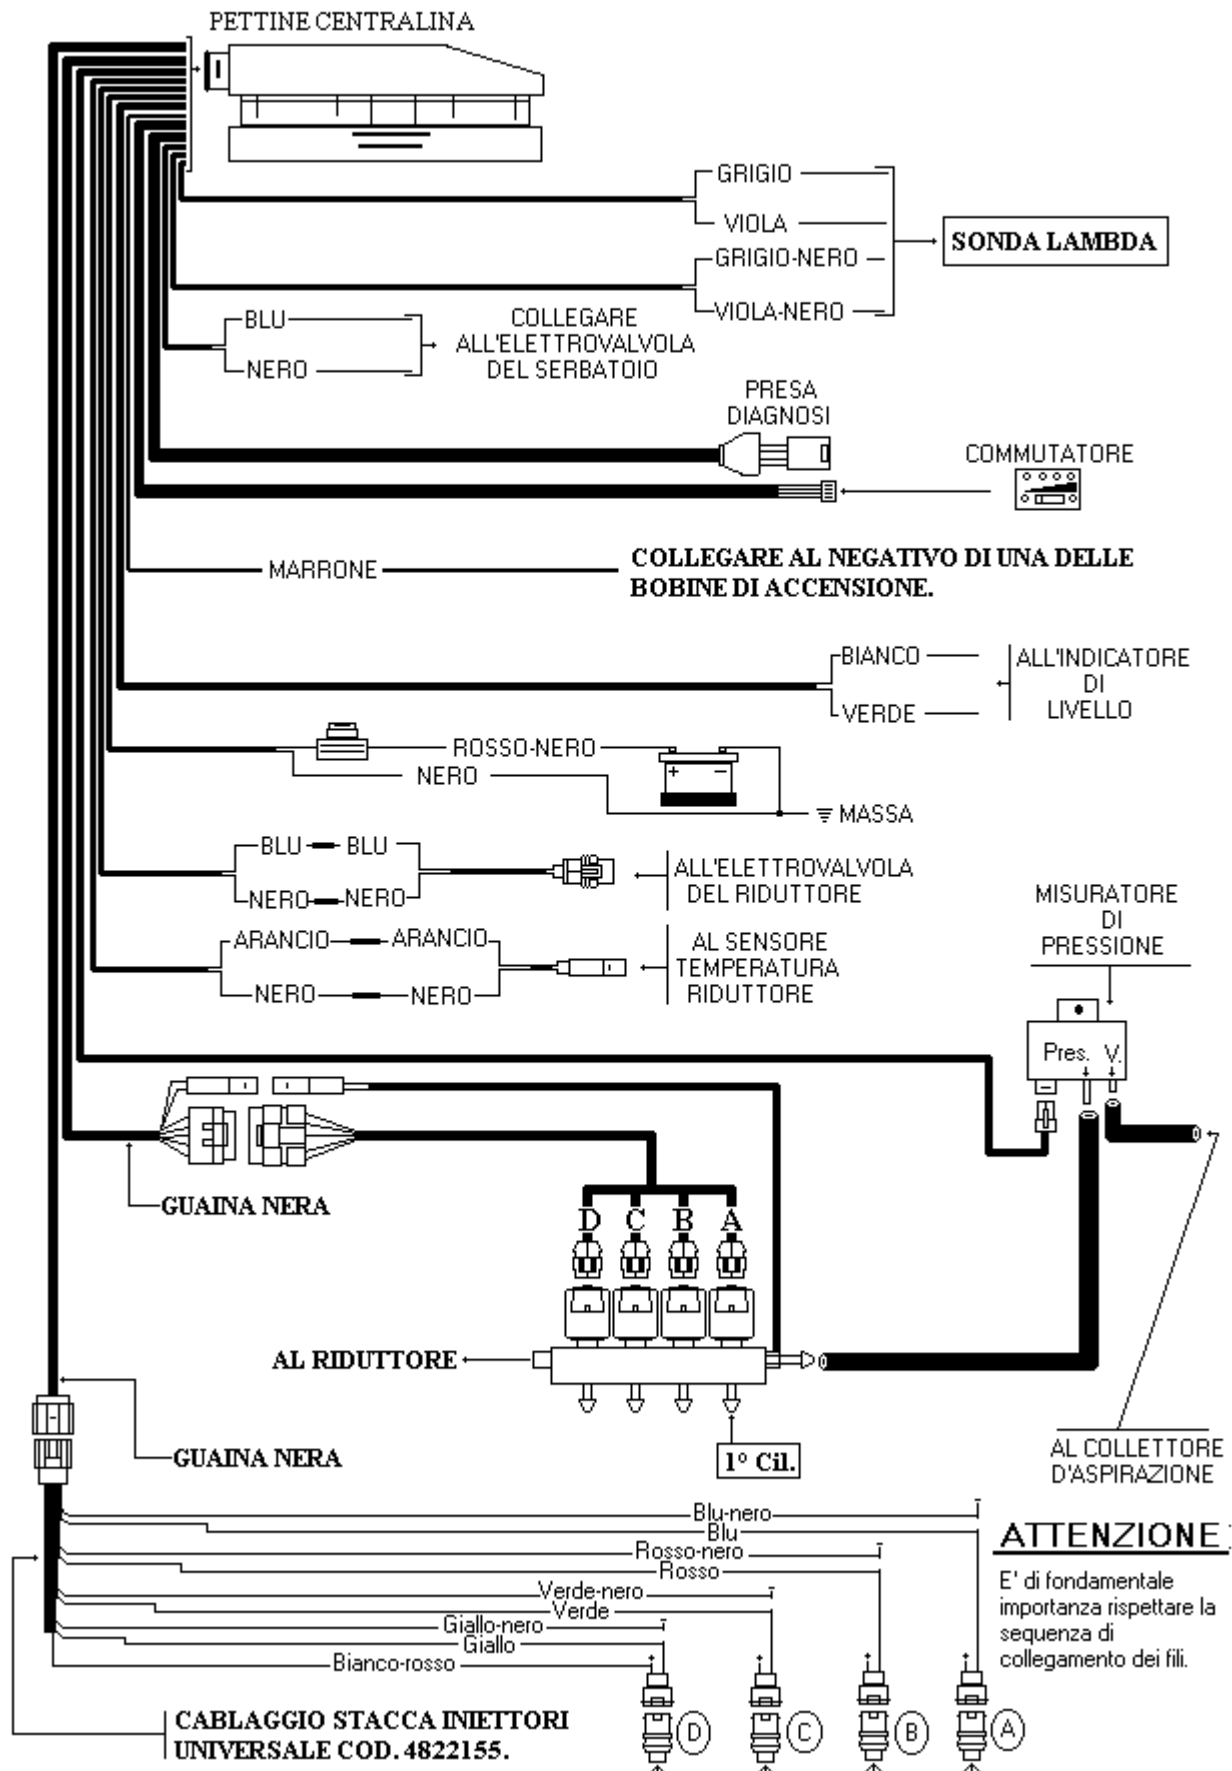 PETTINE CENTRALINA
GRIGIO
VIOLA
SONDA LAMBDA
GRIGIO-NERO
VIOLA-NERO
BLU
NERO
COLLEGARE
ALL'ELETTROVALVOLA
DEL SERBATOIO
PRESA
DIAGNOSI
COMMUTATORE
MARRONE
COLLEGARE AL NEGATIVO DI UNA DELLE
BOBINE DI ACCENSIONE.
BIANCO
VERDE
ALL'INDICATORE
DI
LIVELLO
ROSSO-NERO
NERO
+ −
MASSA
BLU BLU
NERO NERO
ALL'ELETTROVALVOLA
DEL RIDUTTORE
ARANCIO ARANCIO
NERO NERO
AL SENSORE
TEMPERATURA
RIDUTTORE
MISURATORE
DI
PRESSIONE
Pres. V.
GUAINA NERA
D C B A
AL RIDUTTORE
1° Cil.
GUAINA NERA
AL COLLETTORE
D'ASPIRAZIONE
Blu-nero
Blu
Rosso-nero
Rosso
Verde-nero
Verde
Giallo-nero
Giallo
Bianco-rosso
ATTENZIONE:
E' di fondamentale
importanza rispettare la
sequenza di
collegamento dei fili.
CABLAGGIO STACCA INIETTORI
UNIVERSALE COD. 4822155.
D C B A